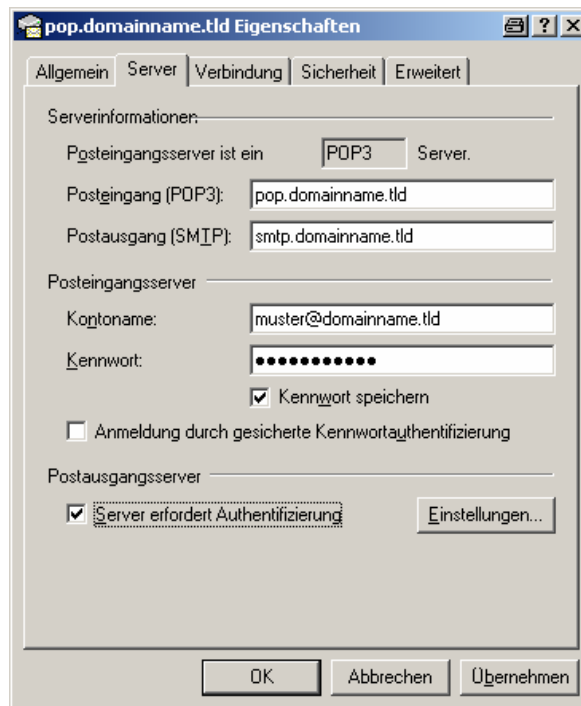 pop.domainname.tld Eigenschaften
Allgemein Server Verbindung Sicherheit Erweitert
Serverinformationen
Posteingangsserver ist ein POP3 Server.
Posteingang (POP3): pop.domainname.tld
Postausgang (SMTP): smtp.domainname.tld
Posteingangsserver
Kontoname: muster@domainname.tld
Kennwort: ●●●●●●●●●●●
Kennwort speichern
Anmeldung durch gesicherte Kennwortauthentifizierung
Postausgangsserver
Server erfordert Authentifizierung Einstellungen...
OK Abbrechen Übernehmen